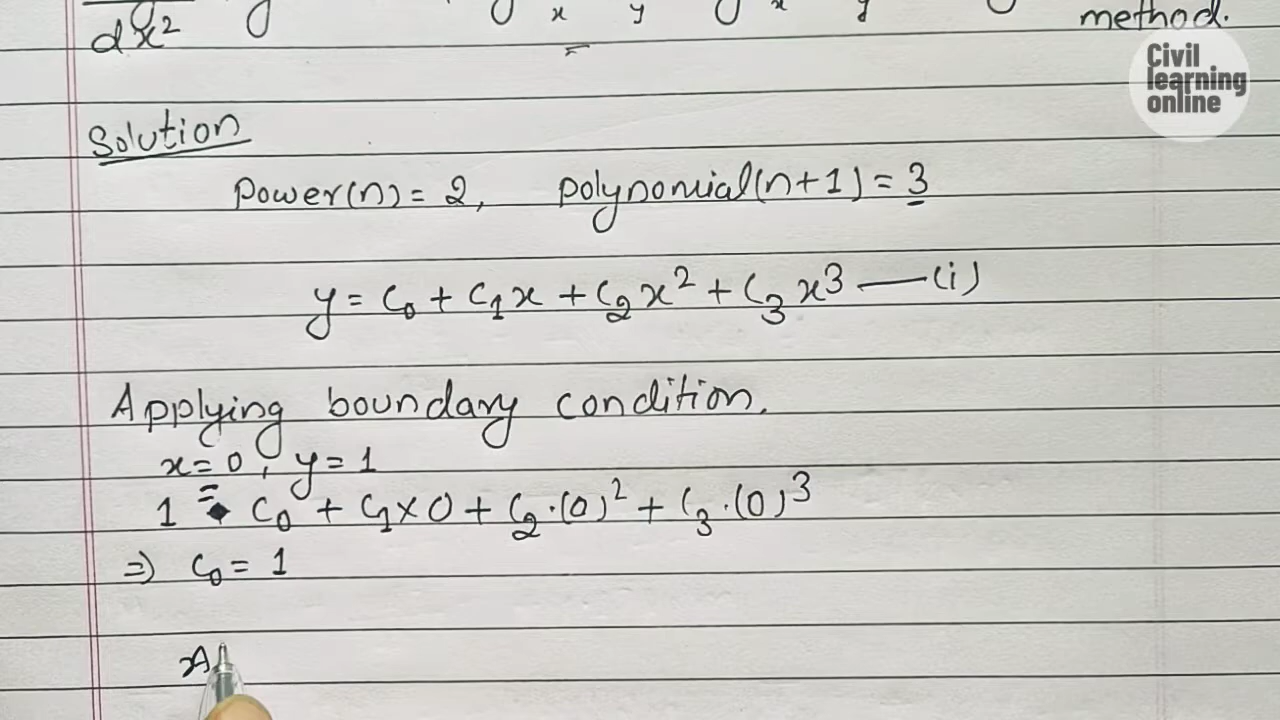 dx² y x y y x y method.
Civil
learning
online
Solution
Power(n) = 2, polynomial(n+1) = 3
y = c₀ + c₁x + c₂x² + c₃x³ — (i)
Applying boundary condition.
x = 0, y = 1
1 = c₀ + c₁×0 + c₂·(0)² + c₃·(0)³
⇒ c₀ = 1